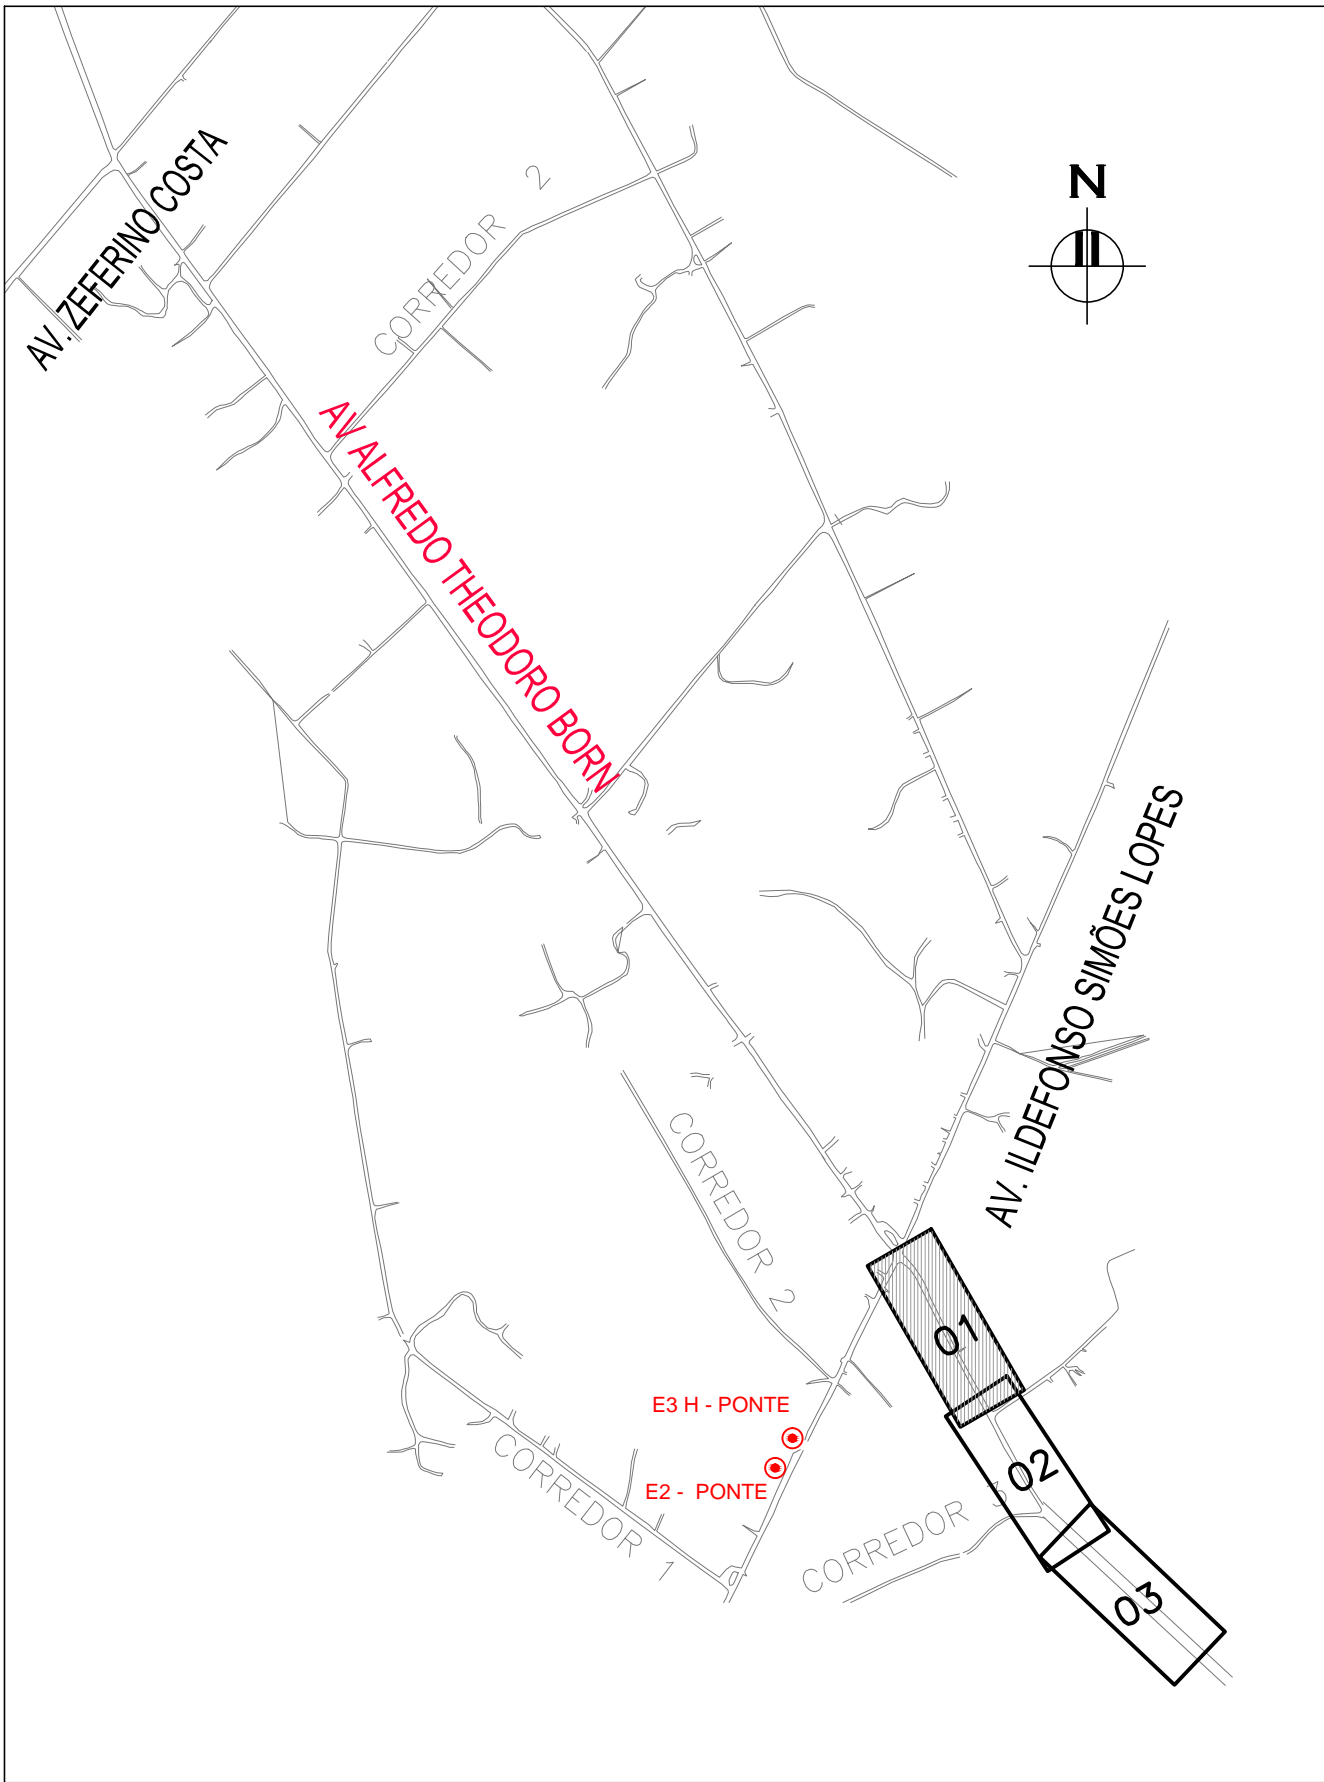 AV. ZEFERINO COSTA
CORREDOR 2
N
AV ALFREDO THEODORO BORN
AV. ILDEFONSO SIMÕES LOPES
CORREDOR 2
01
E3 H - PONTE
02
E2 - PONTE
CORREDOR 1
CORREDOR 3
03